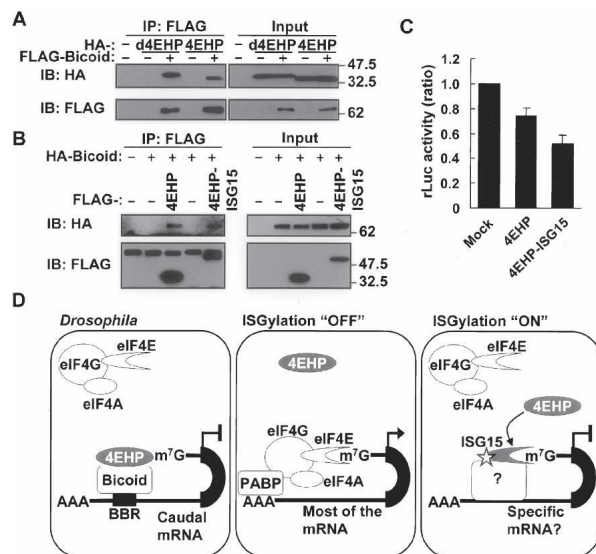 A
IP: FLAG Input
HA-: - d4EHP 4EHP - d4EHP 4EHP
FLAG-Bicoid: - - + - + - - + - +
IB: HA
47.5
32.5
IB: FLAG
62
B
IP: FLAG Input
HA-Bicoid: - + + + + - + + + +
FLAG-: - - 4EHP - 4EHP-ISG15 - - 4EHP - 4EHP-ISG15
IB: HA
62
IB: FLAG
47.5
32.5
C
rLuc activity (ratio)
1.2
1.0
0.8
0.6
0.4
0.2
0
Mock
4EHP
4EHP-ISG15
D
Drosophila
eIF4E
eIF4G
eIF4A
4EHP
m7G
Bicoid
AAA
BBR
Caudal
mRNA
ISGylation "OFF"
4EHP
eIF4G
eIF4E
m7G
eIF4A
PABP
AAA
Most of the
mRNA
ISGylation "ON"
eIF4E
eIF4G
eIF4A
4EHP
ISG15
m7G
?
AAA
Specific
mRNA?